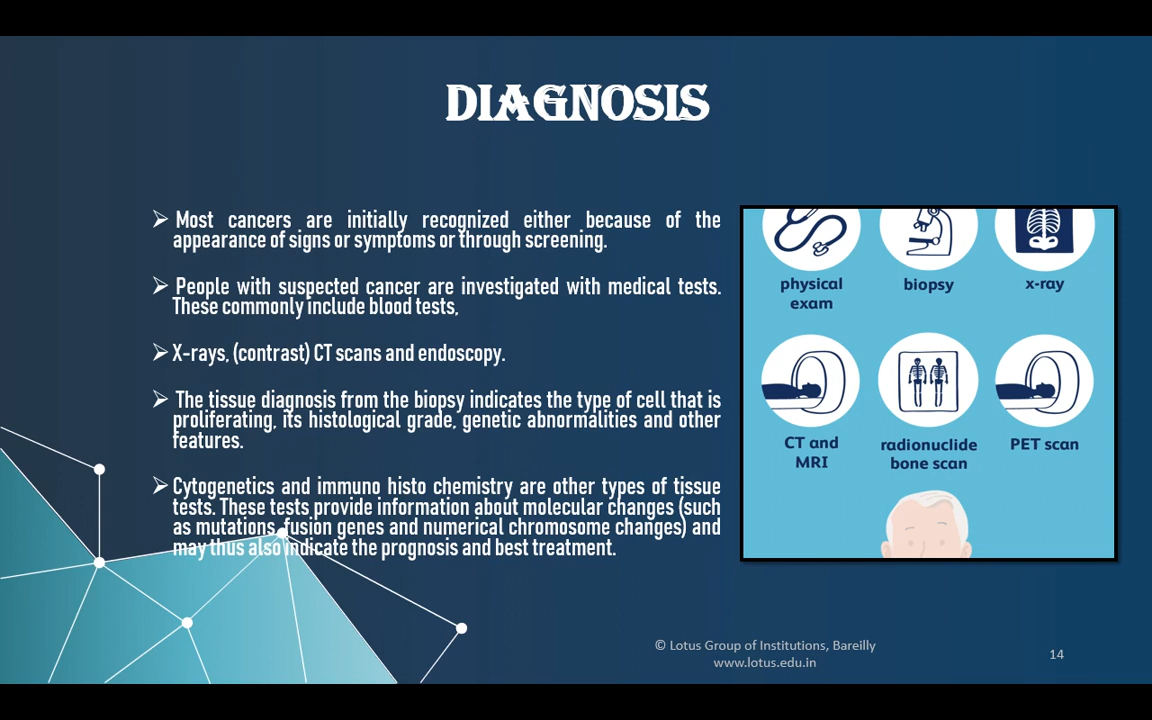 DIAGNOSIS
➢ Most cancers are initially recognized either because of the
appearance of signs or symptoms or through screening.
➢ People with suspected cancer are investigated with medical tests.
These commonly include blood tests,
➢ X-rays, (contrast) CT scans and endoscopy.
➢ The tissue diagnosis from the biopsy indicates the type of cell that is
proliferating, its histological grade, genetic abnormalities and other
features.
➢ Cytogenetics and immuno histo chemistry are other types of tissue
tests. These tests provide information about molecular changes (such
as mutations, fusion genes and numerical chromosome changes) and
may thus also indicate the prognosis and best treatment.
physical
exam
biopsy
x-ray
CT and
MRI
radionuclide
bone scan
PET scan
© Lotus Group of Institutions, Bareilly
www.lotus.edu.in
14